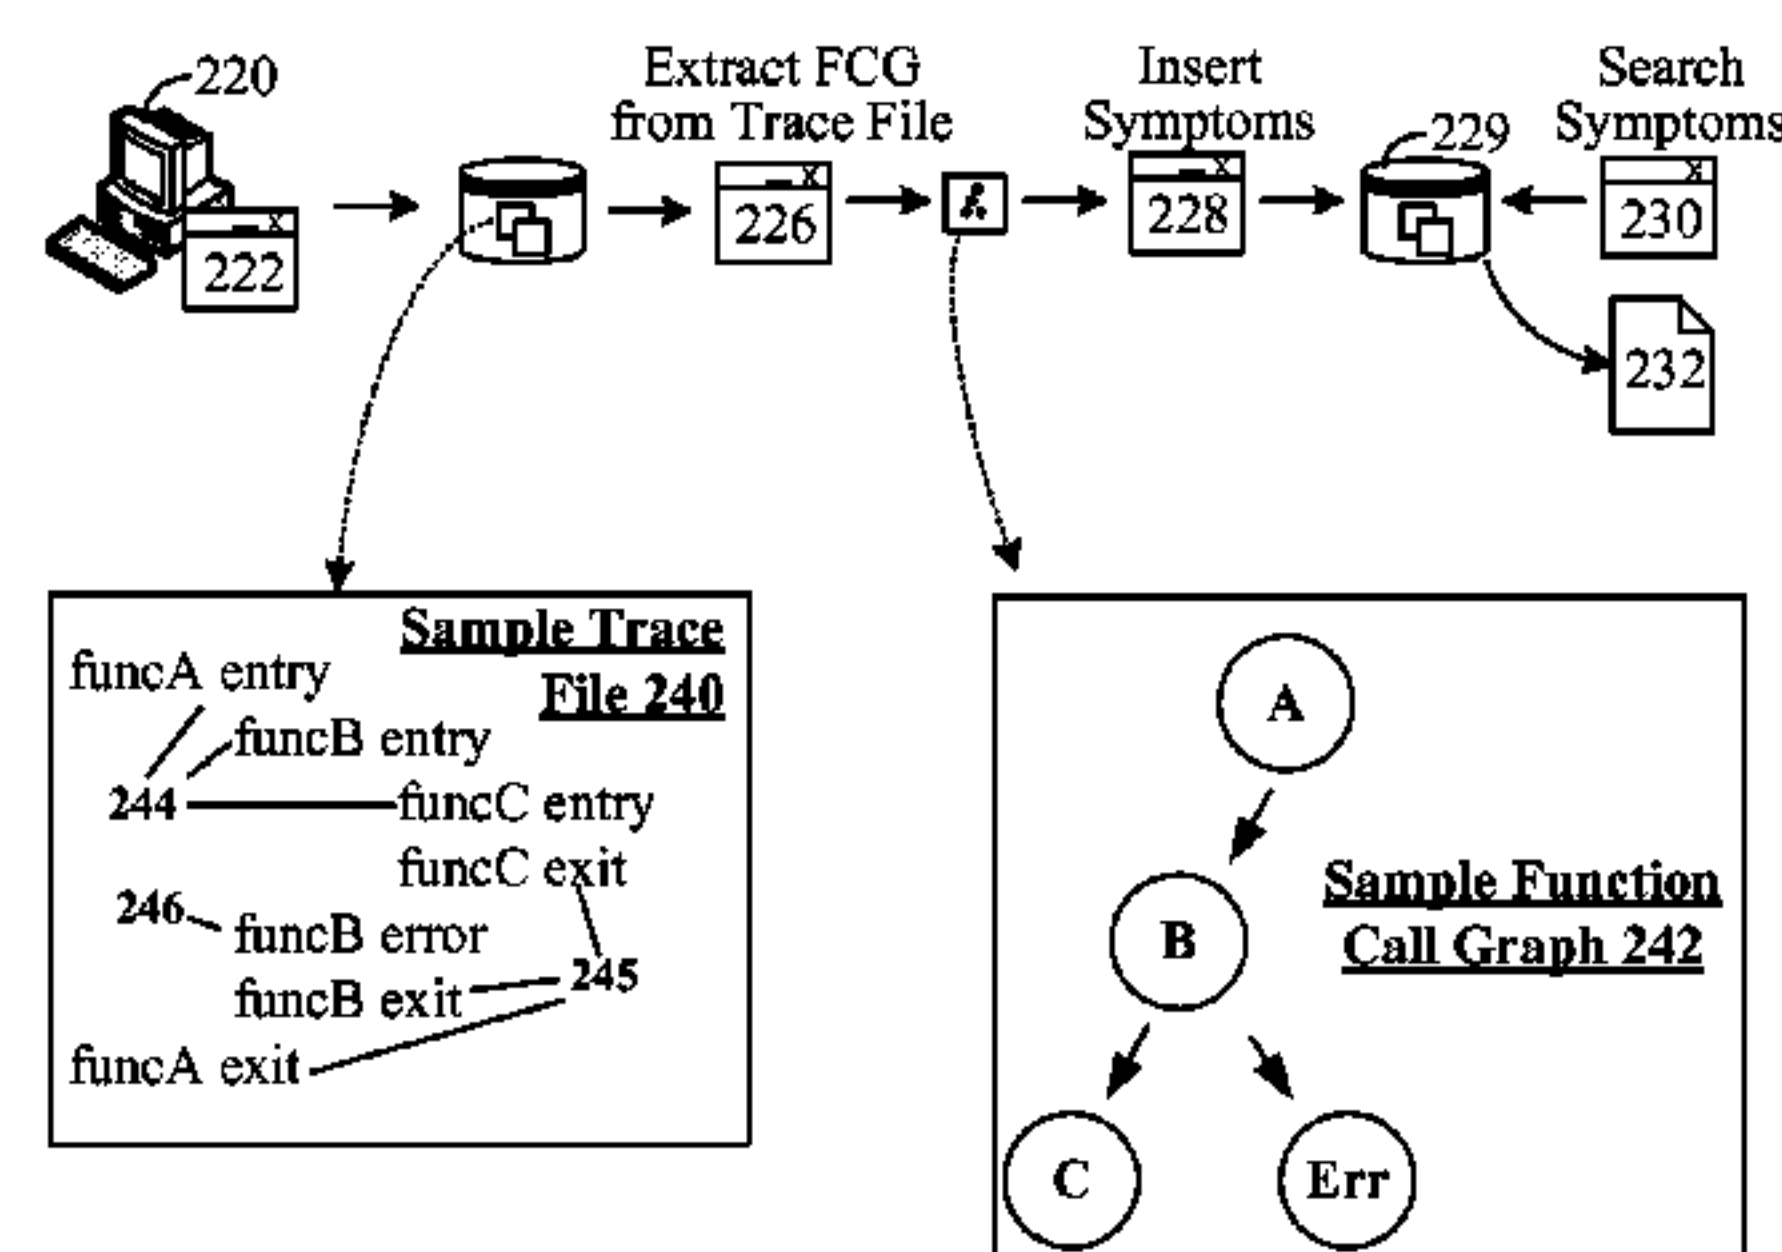 220
222
Extract FCG
from Trace File
226
Insert
Symptoms
228
229
Search
Symptoms
230
232
Sample Trace
File 240
funcA entry
funcB entry
244
funcC entry
funcC exit
246
funcB error
245
funcB exit
funcA exit
A
B
Sample Function
Call Graph 242
C
Err